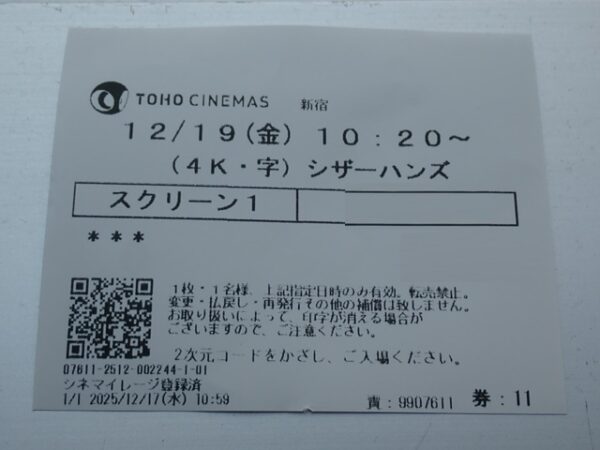 TOHO CINEMAS 新宿
12/19(金) 10:20～
(4K・字) シザーハンズ
スクリーン1
＊＊＊
1枚・1名様、上記指定日時のみ有効。転売禁止。
変更・払戻し・再発行その他の補償は致しません。
お取り扱いによって、印字が消える場合が
ございますので、ご注意ください。
2次元コードをかざし、ご入場ください。
07611-2512-002244-1-01
シネマイレージ登録済
1/1 2025/12/17(水) 10:59 責:9907611 券:11